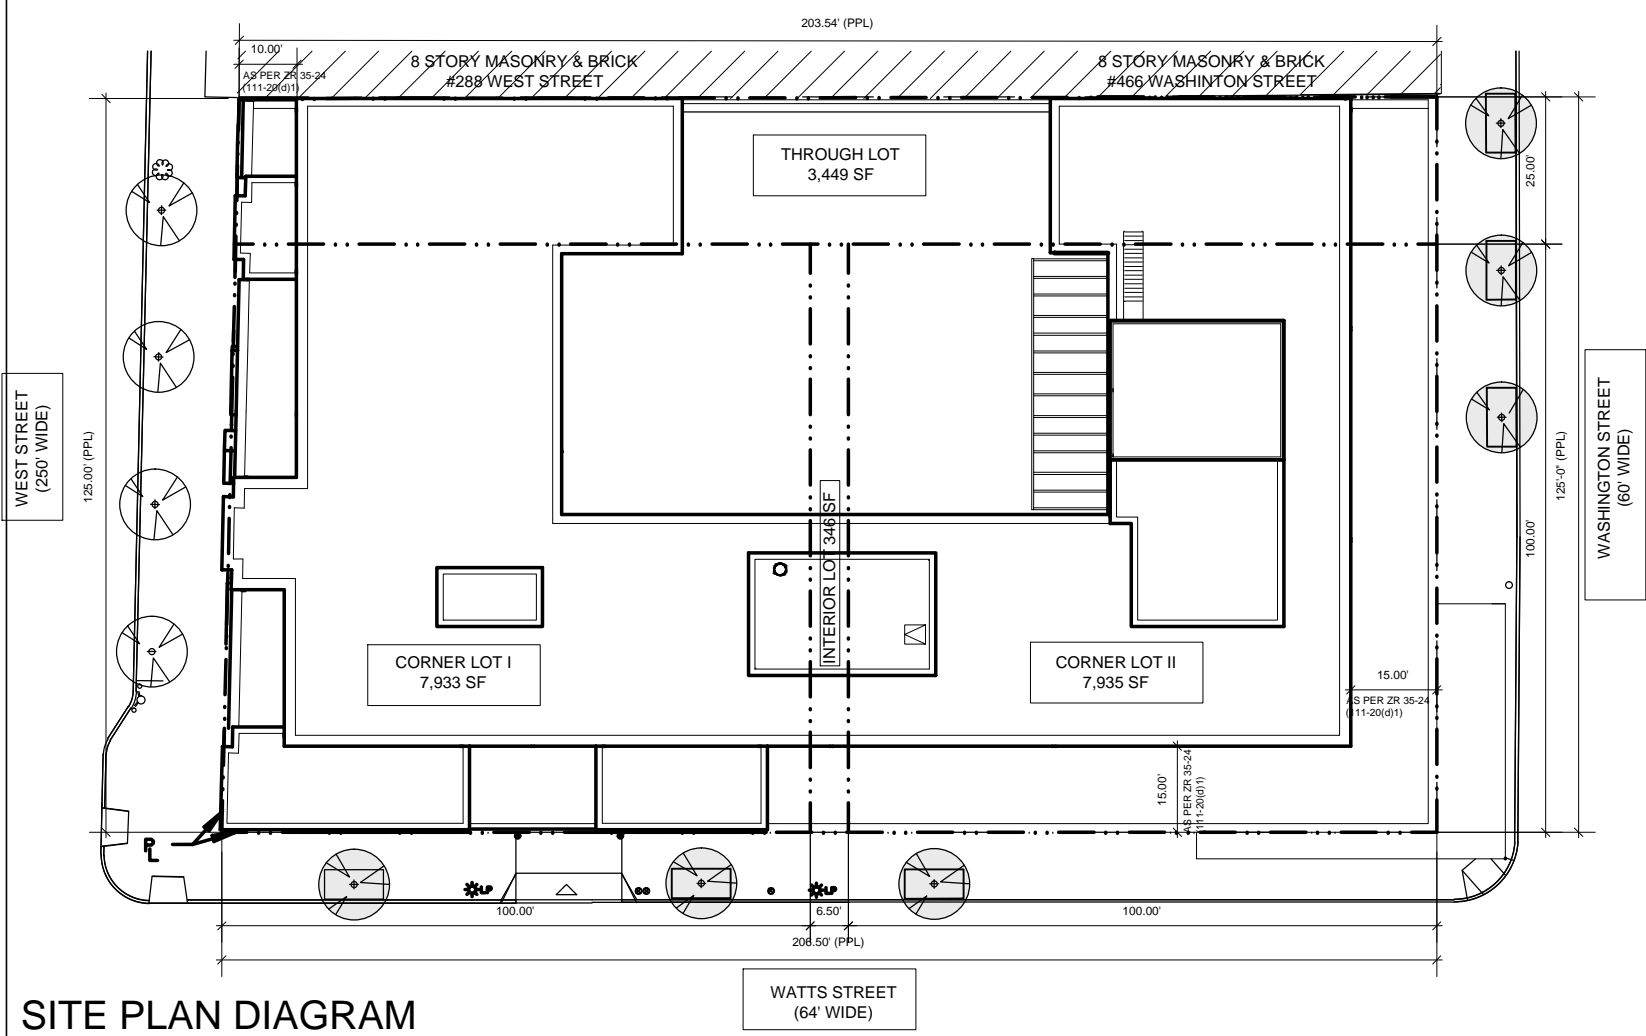 203.54' (PPL)
10.00'
AS PER ZR 35-24
(111-20(d)1)
8 STORY MASONRY & BRICK
#288 WEST STREET
8 STORY MASONRY & BRICK
#466 WASHINTON STREET
THROUGH LOT
3,449 SF
25.00'
WEST STREET
(250' WIDE)
125.00' (PPL)
125'-0" (PPL)
WASHINGTON STREET
(60' WIDE)
100.00'
INTERIOR LOT 346 SF
CORNER LOT I
7,933 SF
CORNER LOT II
7,935 SF
15.00'
AS PER ZR 35-24
(111-20(d)1)
15.00'
AS PER ZR 35-24
(111-20(d)1)
PL
LP
LP
100.00'
6.50'
100.00'
206.50' (PPL)
WATTS STREET
(64' WIDE)
SITE PLAN DIAGRAM